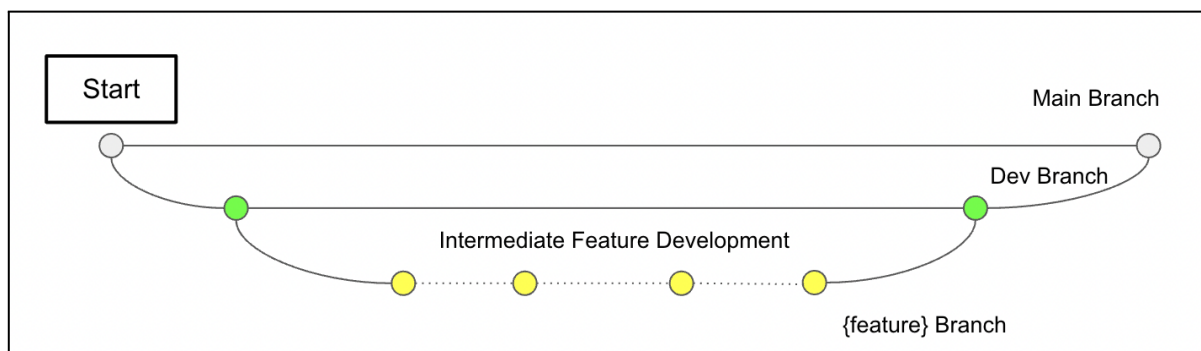 Start
Main Branch
Dev Branch
Intermediate Feature Development
{feature} Branch